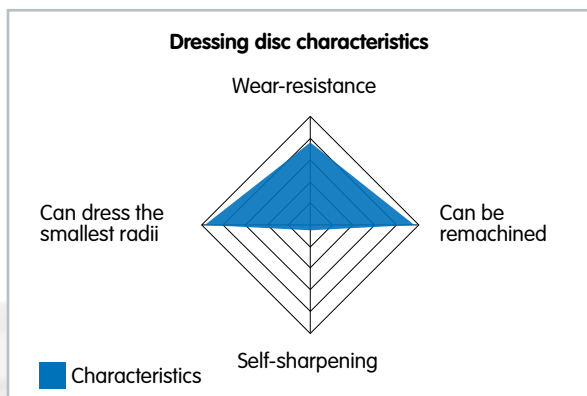 Dressing disc characteristics
Wear-resistance
Can dress the
smallest radii
Can be
remachined
Self-sharpening
Characteristics